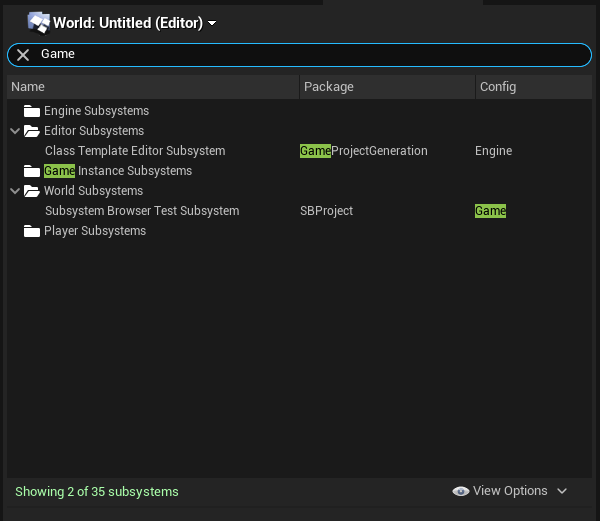 World: Untitled (Editor)
Game
Name Package Config
Engine Subsystems
Editor Subsystems
Class Template Editor Subsystem GameProjectGeneration Engine
Game Instance Subsystems
World Subsystems
Subsystem Browser Test Subsystem SBProject Game
Player Subsystems
Showing 2 of 35 subsystems View Options